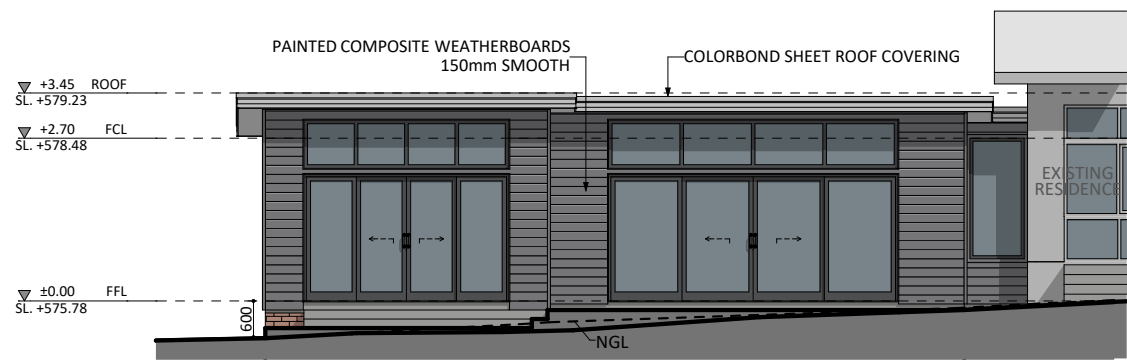 PAINTED COMPOSITE WEATHERBOARDS
150mm SMOOTH
COLORBOND SHEET ROOF COVERING
+3.45 ROOF
SL. +579.23
+2.70 FCL
SL. +578.48
EXISTING
RESIDENCE
±0.00 FFL
SL. +575.78
600
NGL